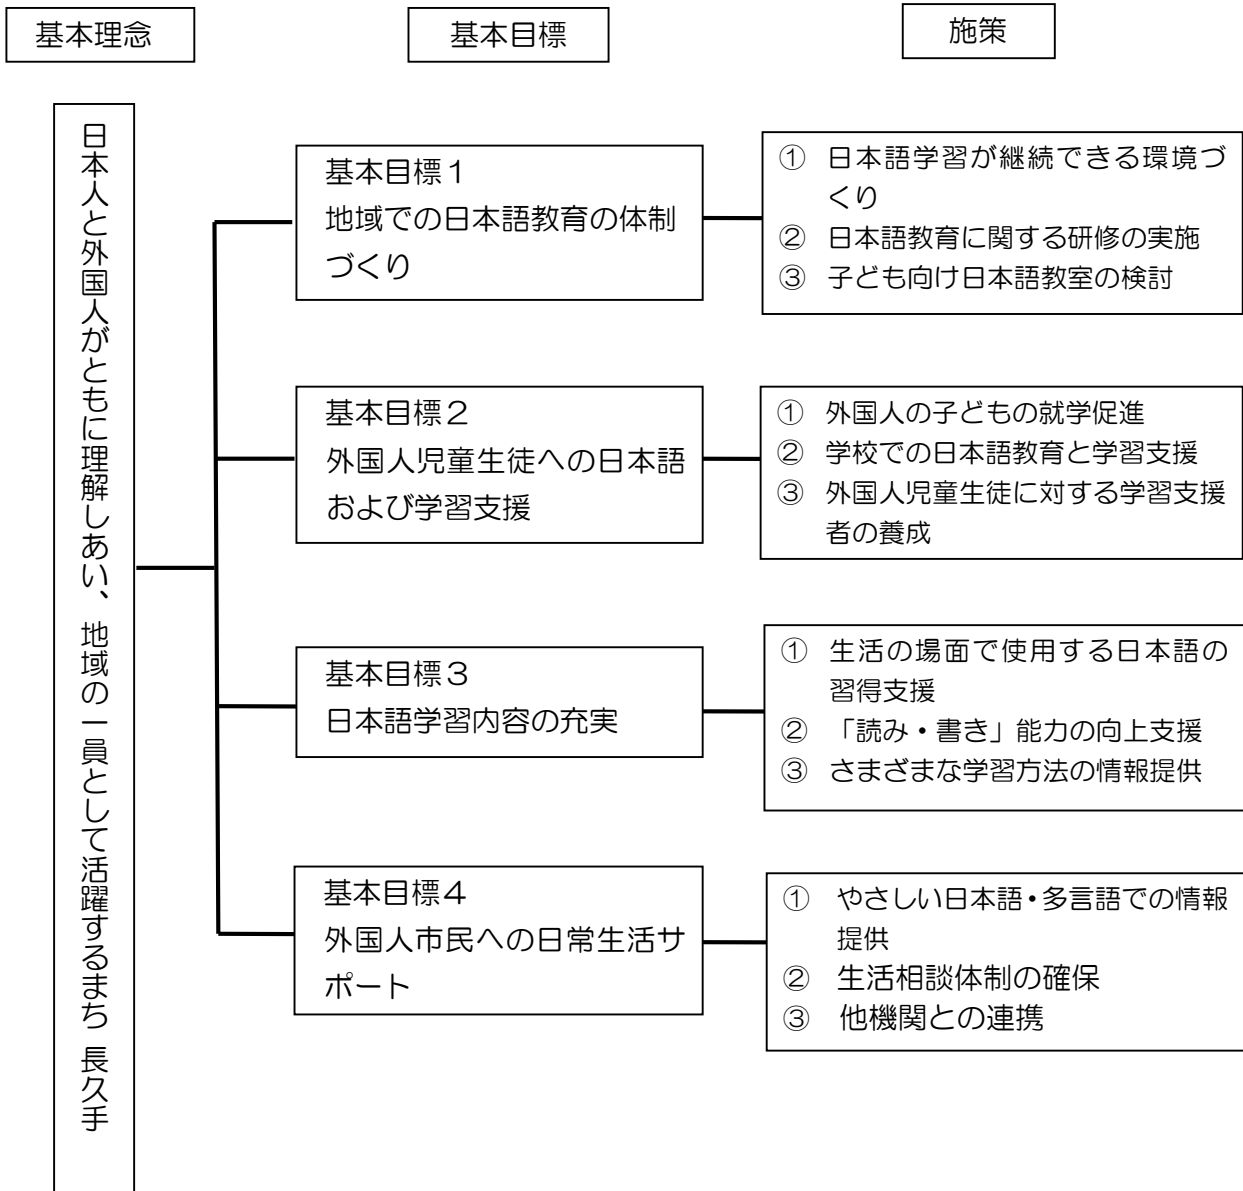 基本理念
基本目標
施策
日本人と外国人がともに理解しあい、地域の一員として活躍するまち 長久手
基本目標１
地域での日本語教育の体制
づくり
① 日本語学習が継続できる環境づ
くり
② 日本語教育に関する研修の実施
③ 子ども向け日本語教室の検討
基本目標２
外国人児童生徒への日本語
および学習支援
① 外国人の子どもの就学促進
② 学校での日本語教育と学習支援
③ 外国人児童生徒に対する学習支援
者の養成
基本目標３
日本語学習内容の充実
① 生活の場面で使用する日本語の
習得支援
② 「読み・書き」能力の向上支援
③ さまざまな学習方法の情報提供
基本目標４
外国人市民への日常生活サ
ポート
① やさしい日本語・多言語での情報
提供
② 生活相談体制の確保
③ 他機関との連携